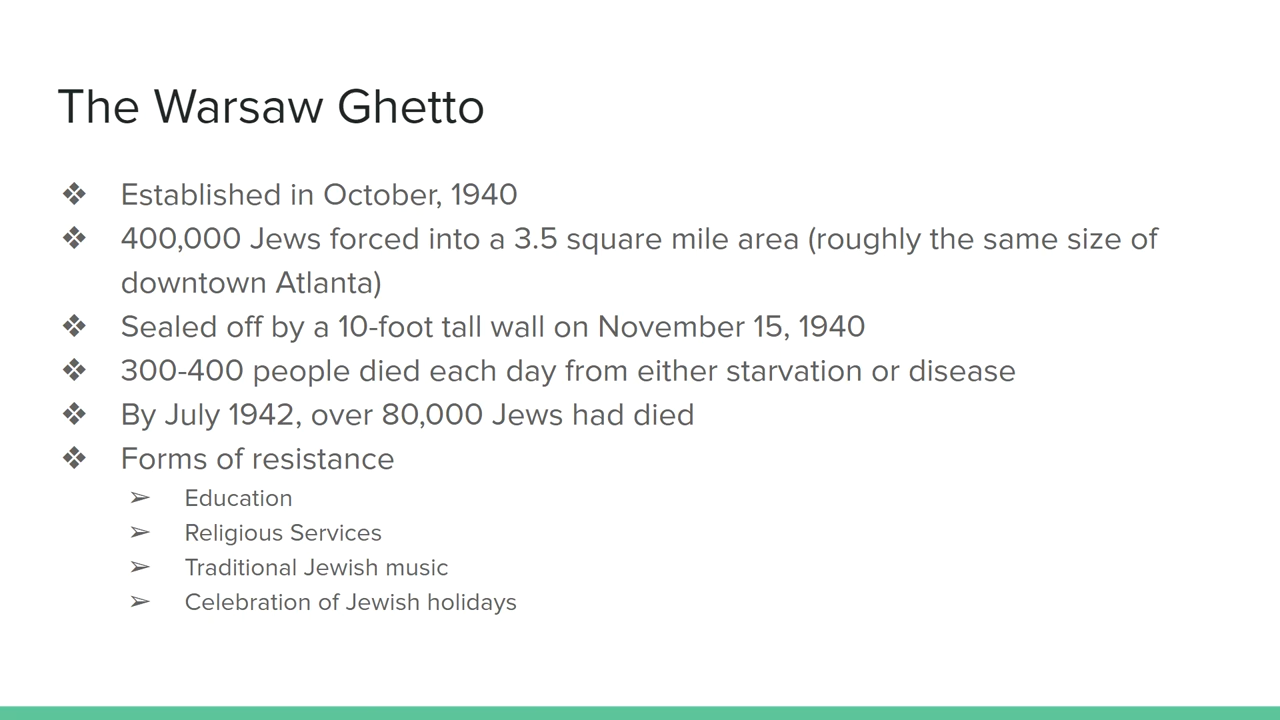 The Warsaw Ghetto
❖ Established in October, 1940
❖ 400,000 Jews forced into a 3.5 square mile area (roughly the same size of
downtown Atlanta)
❖ Sealed off by a 10-foot tall wall on November 15, 1940
❖ 300-400 people died each day from either starvation or disease
❖ By July 1942, over 80,000 Jews had died
❖ Forms of resistance
➢ Education
➢ Religious Services
➢ Traditional Jewish music
➢ Celebration of Jewish holidays